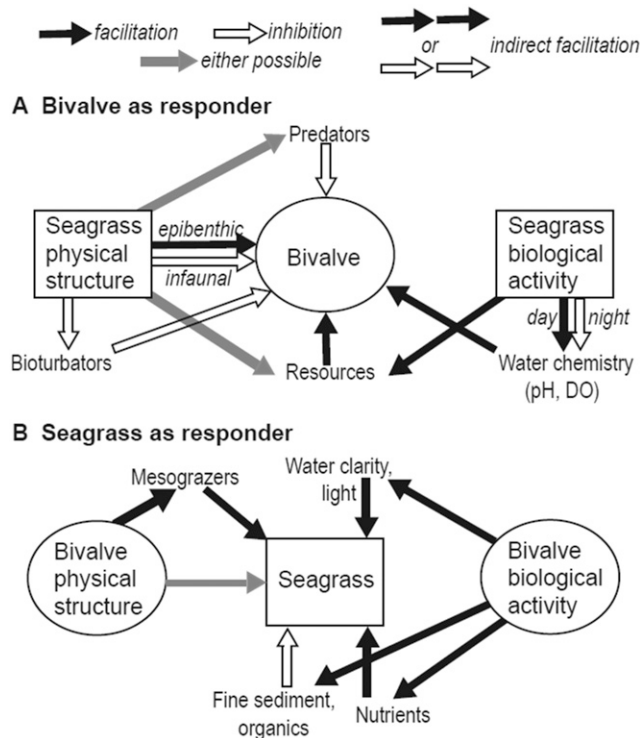 facilitation
inhibition
either possible
or
indirect facilitation
A Bivalve as responder
Predators
Seagrass
physical
structure
epibenthic
infaunal
Bivalve
Seagrass
biological
activity
day
night
Bioturbators
Resources
Water chemistry
(pH, DO)
B Seagrass as responder
Mesograzers
Water clarity,
light
Bivalve
physical
structure
Seagrass
Bivalve
biological
activity
Fine sediment,
organics
Nutrients